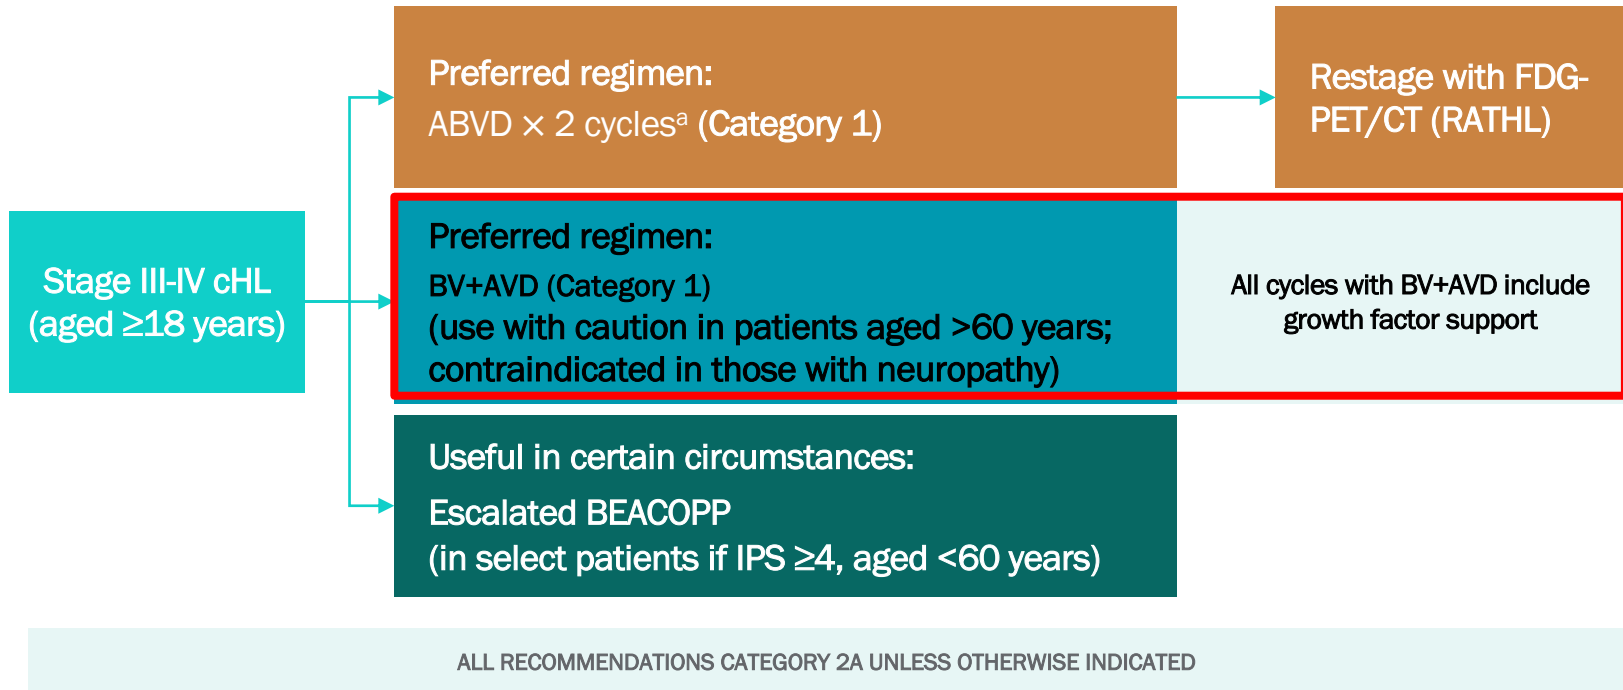 Stage III-IV cHL
(aged ≥18 years)
Preferred regimen:
ABVD × 2 cyclesᵃ (Category 1)
Restage with FDG-
PET/CT (RATHL)
Preferred regimen:
BV+AVD (Category 1)
(use with caution in patients aged >60 years;
contraindicated in those with neuropathy)
All cycles with BV+AVD include
growth factor support
Useful in certain circumstances:
Escalated BEACOPP
(in select patients if IPS ≥4, aged <60 years)
ALL RECOMMENDATIONS CATEGORY 2A UNLESS OTHERWISE INDICATED